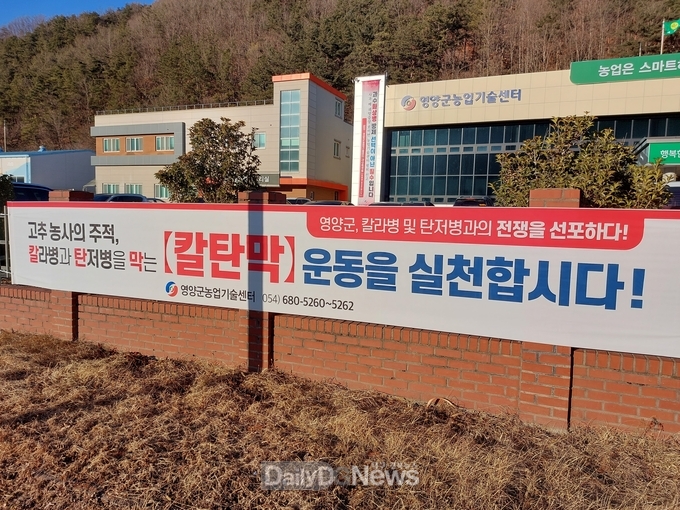 농업은 스마트
영양군농업기술센터
행복한
고추 농사의 주적,
칼라병과 탄저병을 막는
【칼탄막】 운동을 실천합시다!
영양군, 칼라병 및 탄저병과의 전쟁을 선포하다!
영양군농업기술센터 (054) 680-5260~5262
DailyDGNews